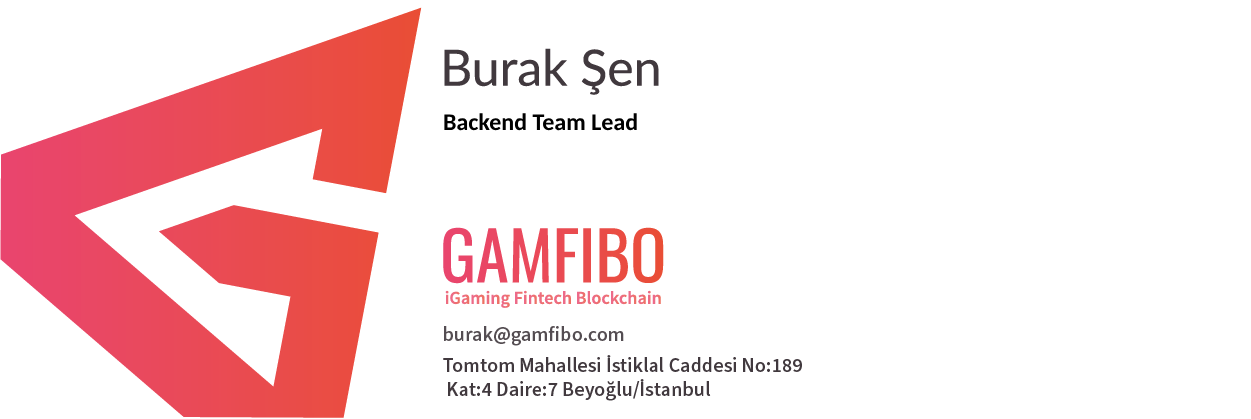 Burak Şen
Backend Team Lead
GAMFIBO
iGaming Fintech Blockchain
burak@gamfibo.com
Tomtom Mahallesi İstiklal Caddesi No:189
Kat:4 Daire:7 Beyoğlu/İstanbul